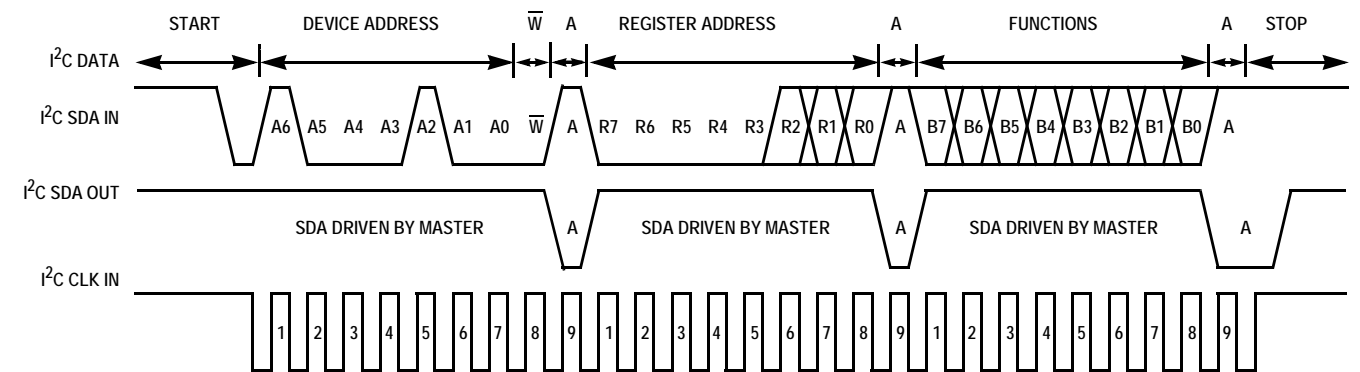 START DEVICE ADDRESS W̅ A REGISTER ADDRESS A FUNCTIONS A STOP
I²C DATA
I²C SDA IN A6 A5 A4 A3 A2 A1 A0 W̅ A R7 R6 R5 R4 R3 R2 R1 R0 A B7 B6 B5 B4 B3 B2 B1 B0 A
I²C SDA OUT
SDA DRIVEN BY MASTER A SDA DRIVEN BY MASTER A SDA DRIVEN BY MASTER A
I²C CLK IN
1 2 3 4 5 6 7 8 9 1 2 3 4 5 6 7 8 9 1 2 3 4 5 6 7 8 9